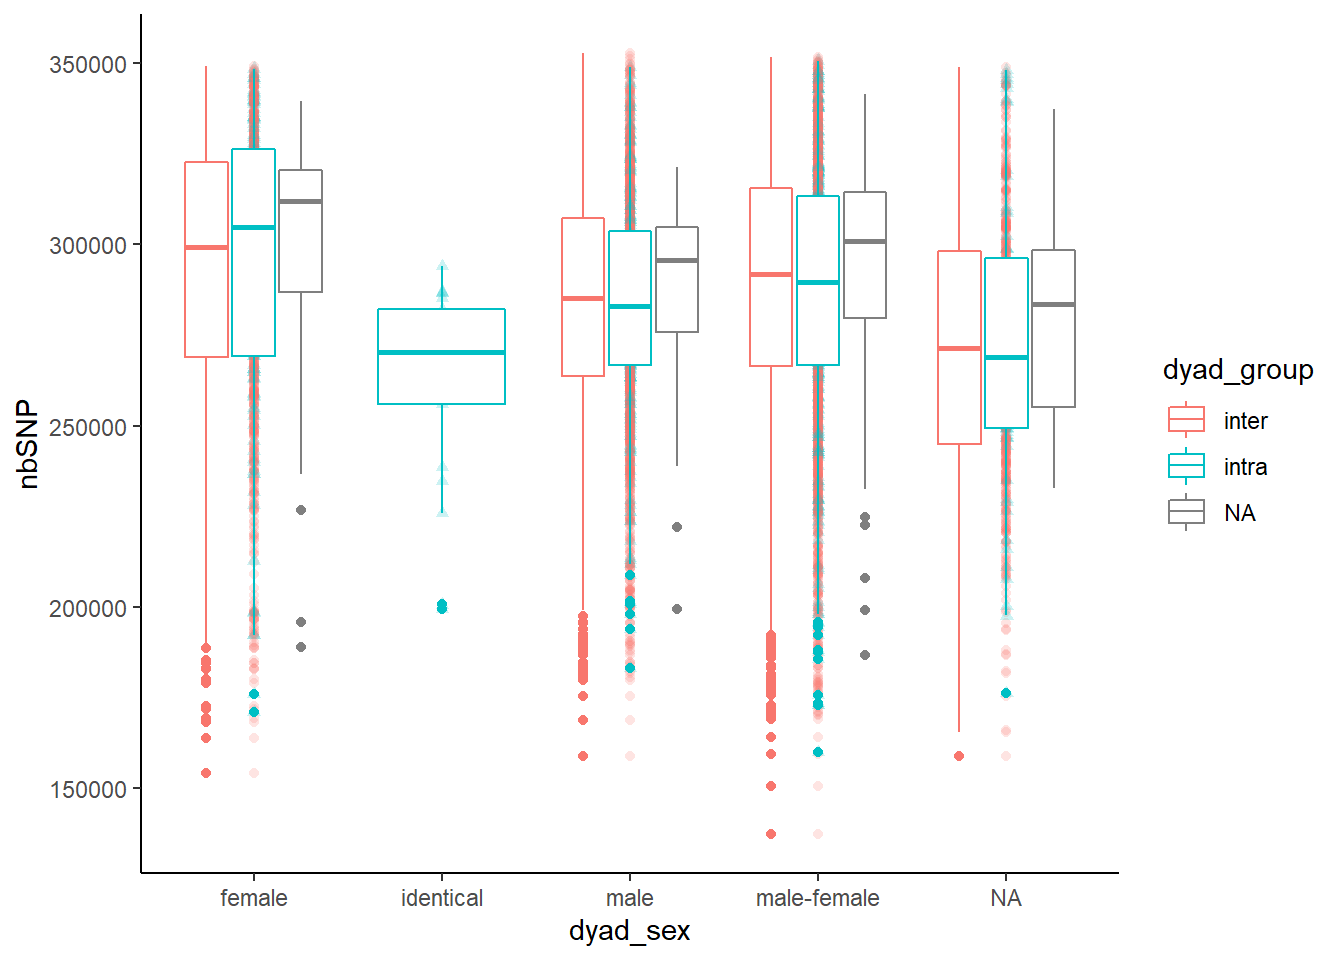 nbSNP
350000
300000
250000
200000
150000
female
identical
male
male-female
NA
dyad_sex
dyad_group
inter
intra
NA